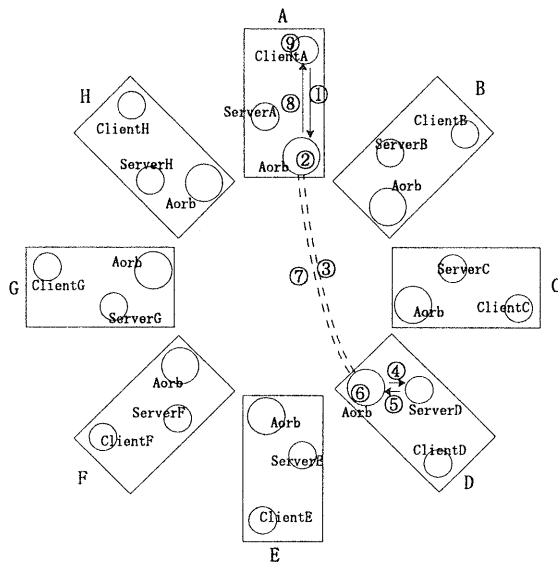 A
⑨
ClientA
⑧ ①
ServerA
Aorb ②
B
ClientB
ServerB
Aorb
H
ClientH
ServerH
Aorb
G
Aorb
ClientG
ServerG
C
ServerC
ClientC
Aorb
⑦ ③
④
⑥ ⑤
Aorb
ServerD
ClientD
D
Aorb
ServerF
ClientF
F
Aorb
ServerE
ClientE
E